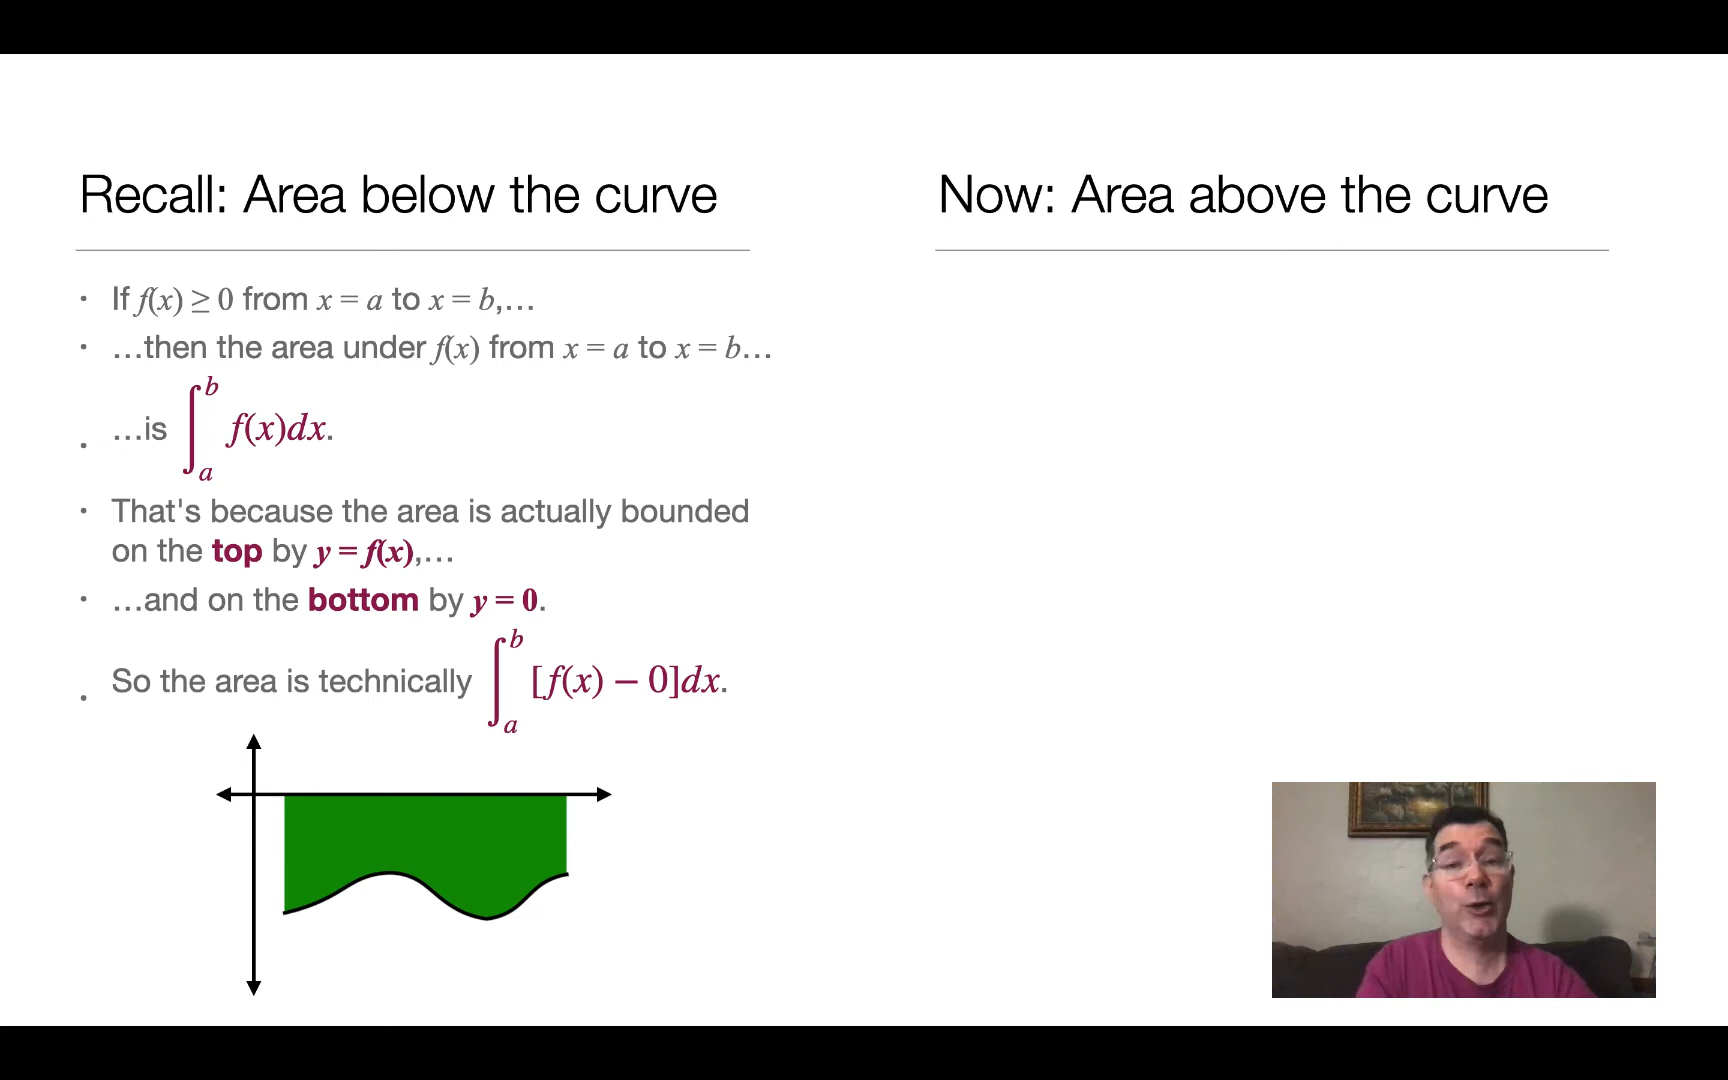 Recall: Area below the curve
• If f(x) ≥ 0 from x = a to x = b,…
• …then the area under f(x) from x = a to x = b…
• …is ∫_a^b f(x)dx.
• That's because the area is actually bounded
on the top by y = f(x),…
• …and on the bottom by y = 0.
• So the area is technically ∫_a^b [f(x) − 0]dx.
Now: Area above the curve